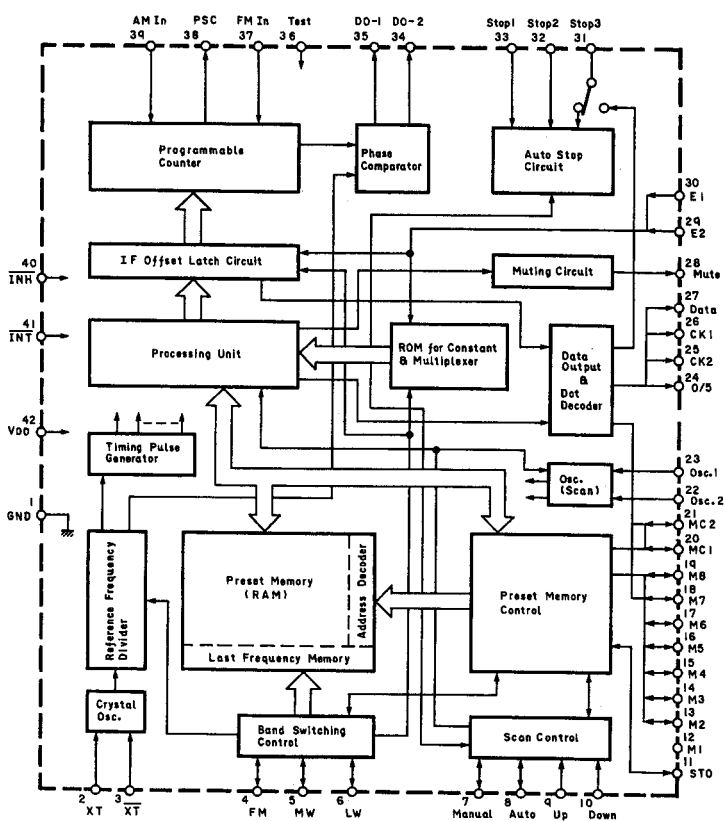 AM In PSC FM In Test DO-1 DO-2 Stop1 Stop2 Stop3
39 38 37 36 35 34 33 32 31
Programmable
Counter
Phase
Comparator
Auto Stop
Circuit
30
E1
29
E2
IF Offset Latch Circuit
Muting Circuit
28
Mute
40
INH
27
Data
26
CK1
25
CK2
24
O/5
41
INT
Processing Unit
ROM for Constant
& Multiplexer
Data
Output
&
Dot
Decoder
42
VDD
Timing Pulse
Generator
Osc.
(Scan)
23
Osc.1
22
Osc.2
1
GND
21
MC2
20
MC1
19
M8
18
M7
17
M6
16
M5
15
M4
14
M3
13
M2
12
M1
11
STO
Reference Frequency
Divider
Preset Memory
(RAM)
Address Decoder
Last Frequency Memory
Preset Memory
Control
Crystal
Osc.
Band Switching
Control
Scan Control
2 3 4 5 6 7 8 9 10
XT XT FM MW LW Manual Auto Up Down